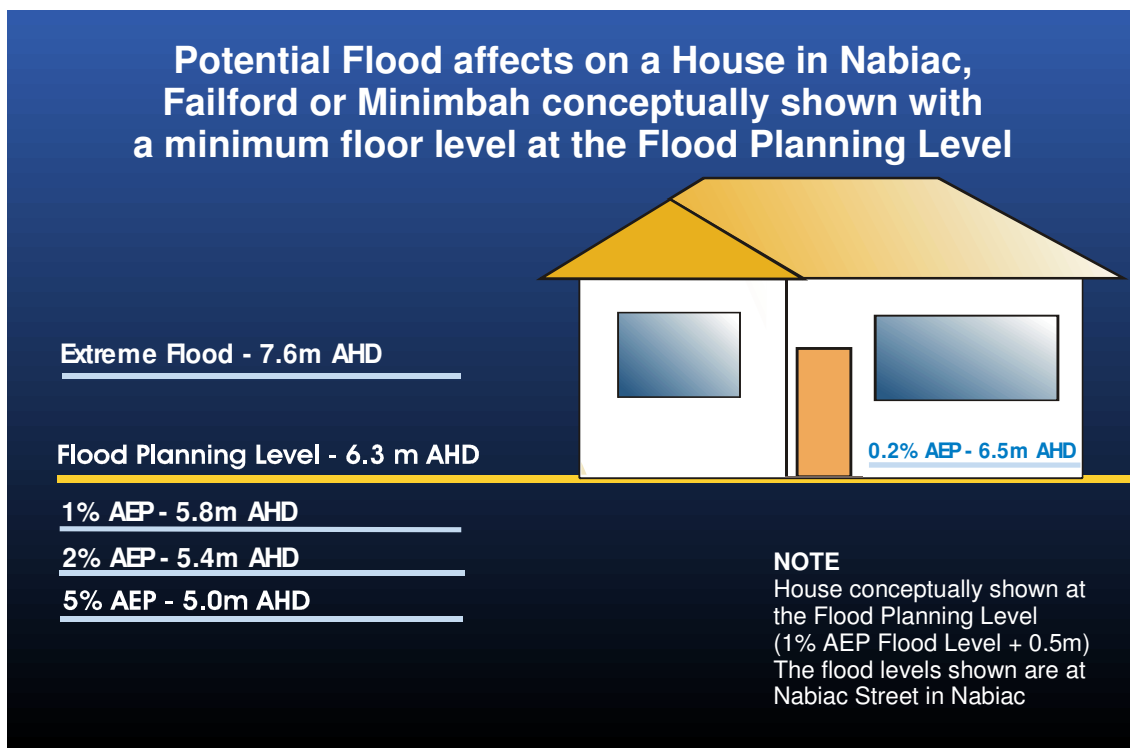 Potential Flood affects on a House in Nabiac,
Failford or Minimbah conceptually shown with
a minimum floor level at the Flood Planning Level
Extreme Flood - 7.6m AHD
Flood Planning Level - 6.3 m AHD
0.2% AEP - 6.5m AHD
1% AEP - 5.8m AHD
2% AEP - 5.4m AHD
5% AEP - 5.0m AHD
NOTE
House conceptually shown at
the Flood Planning Level
(1% AEP Flood Level + 0.5m)
The flood levels shown are at
Nabiac Street in Nabiac